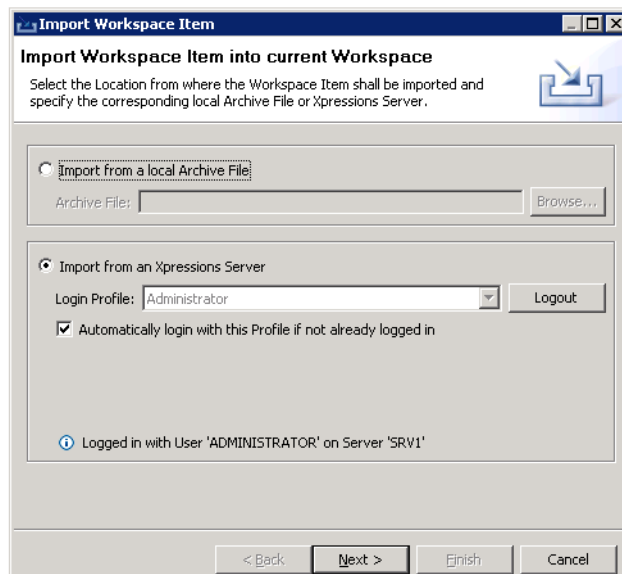 Import Workspace Item
Import Workspace Item into current Workspace
Select the Location from where the Workspace Item shall be imported and
specify the corresponding local Archive File or Xpressions Server.
Import from a local Archive File
Archive File: Browse...
Import from an Xpressions Server
Login Profile: Administrator Logout
Automatically login with this Profile if not already logged in
Logged in with User 'ADMINISTRATOR' on Server 'SRV1'
< Back Next > Finish Cancel